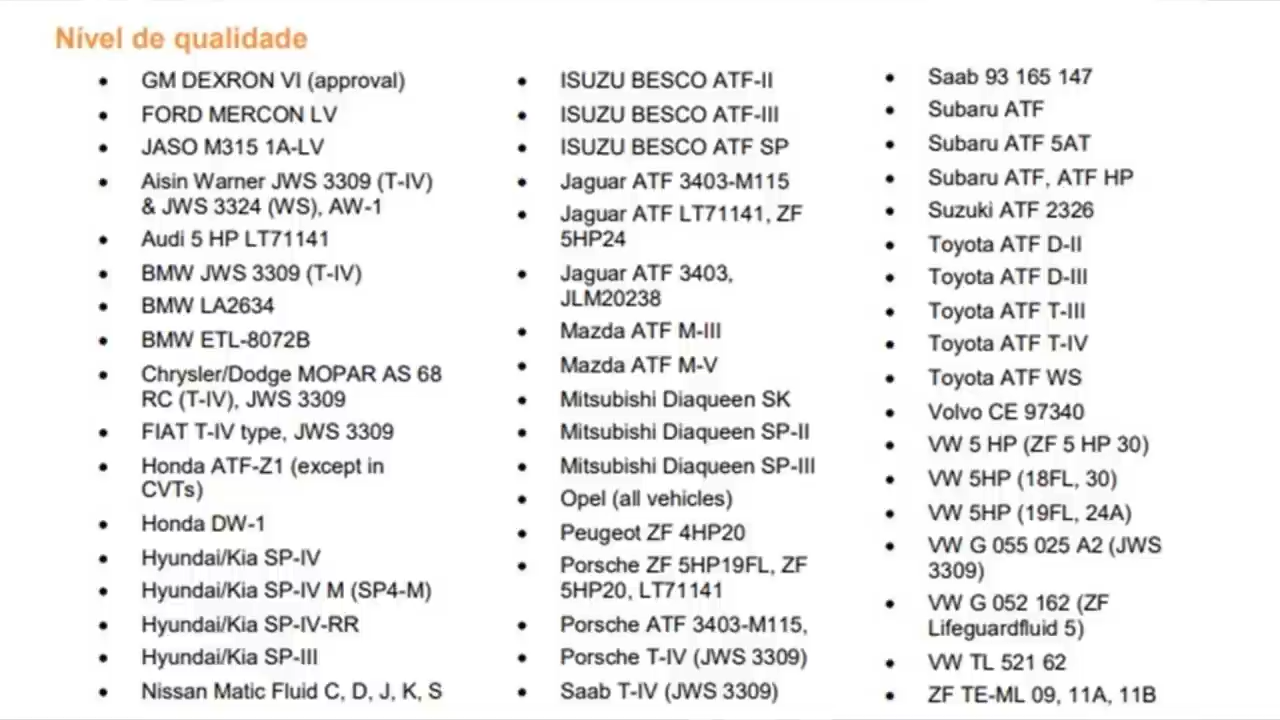 Nível de qualidade
GM DEXRON VI (approval)
FORD MERCON LV
JASO M315 1A-LV
Aisin Warner JWS 3309 (T-IV)
& JWS 3324 (WS), AW-1
Audi 5 HP LT71141
BMW JWS 3309 (T-IV)
BMW LA2634
BMW ETL-8072B
Chrysler/Dodge MOPAR AS 68
RC (T-IV), JWS 3309
FIAT T-IV type, JWS 3309
Honda ATF-Z1 (except in
CVTs)
Honda DW-1
Hyundai/Kia SP-IV
Hyundai/Kia SP-IV M (SP4-M)
Hyundai/Kia SP-IV-RR
Hyundai/Kia SP-III
Nissan Matic Fluid C, D, J, K, S
ISUZU BESCO ATF-II
ISUZU BESCO ATF-III
ISUZU BESCO ATF SP
Jaguar ATF 3403-M115
Jaguar ATF LT71141, ZF
5HP24
Jaguar ATF 3403,
JLM20238
Mazda ATF M-III
Mazda ATF M-V
Mitsubishi Diaqueen SK
Mitsubishi Diaqueen SP-II
Mitsubishi Diaqueen SP-III
Opel (all vehicles)
Peugeot ZF 4HP20
Porsche ZF 5HP19FL, ZF
5HP20, LT71141
Porsche ATF 3403-M115,
Porsche T-IV (JWS 3309)
Saab T-IV (JWS 3309)
Saab 93 165 147
Subaru ATF
Subaru ATF 5AT
Subaru ATF, ATF HP
Suzuki ATF 2326
Toyota ATF D-II
Toyota ATF D-III
Toyota ATF T-III
Toyota ATF T-IV
Toyota ATF WS
Volvo CE 97340
VW 5 HP (ZF 5 HP 30)
VW 5HP (18FL, 30)
VW 5HP (19FL, 24A)
VW G 055 025 A2 (JWS
3309)
VW G 052 162 (ZF
Lifeguardfluid 5)
VW TL 521 62
ZF TE-ML 09, 11A, 11B